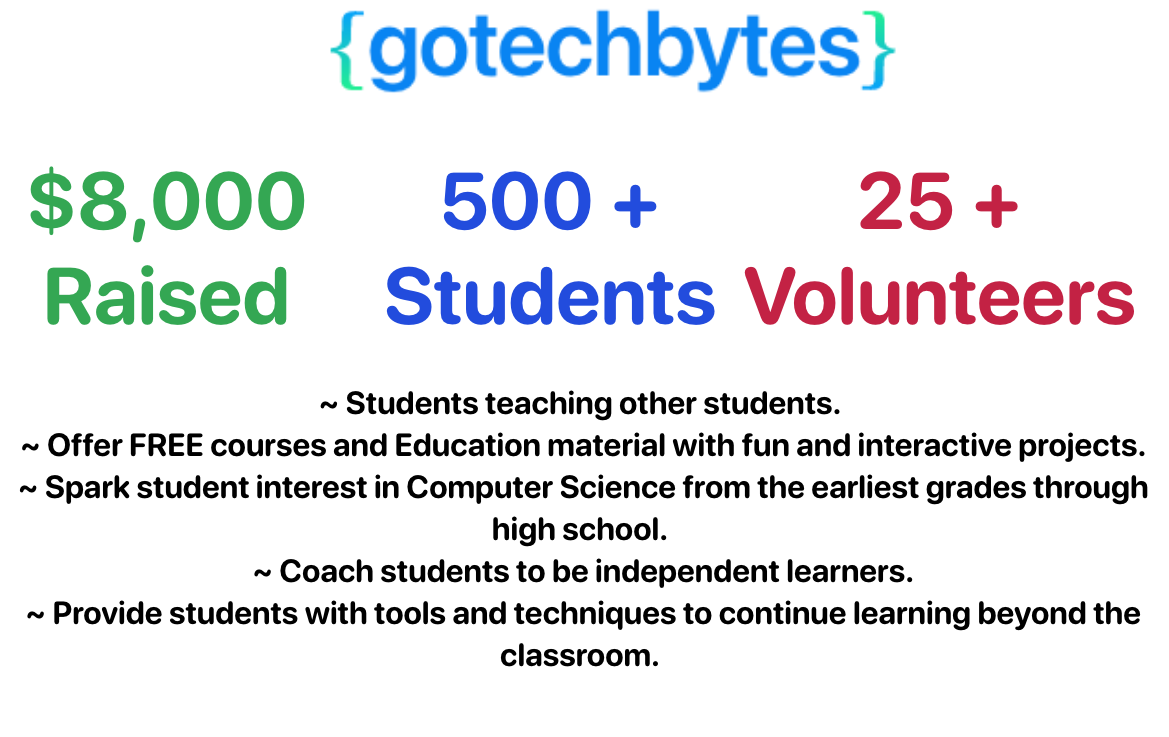 {gotechbytes}
$8,000
Raised
500 +
Students
25 +
Volunteers
~ Students teaching other students.
~ Offer FREE courses and Education material with fun and interactive projects.
~ Spark student interest in Computer Science from the earliest grades through
high school.
~ Coach students to be independent learners.
~ Provide students with tools and techniques to continue learning beyond the
classroom.